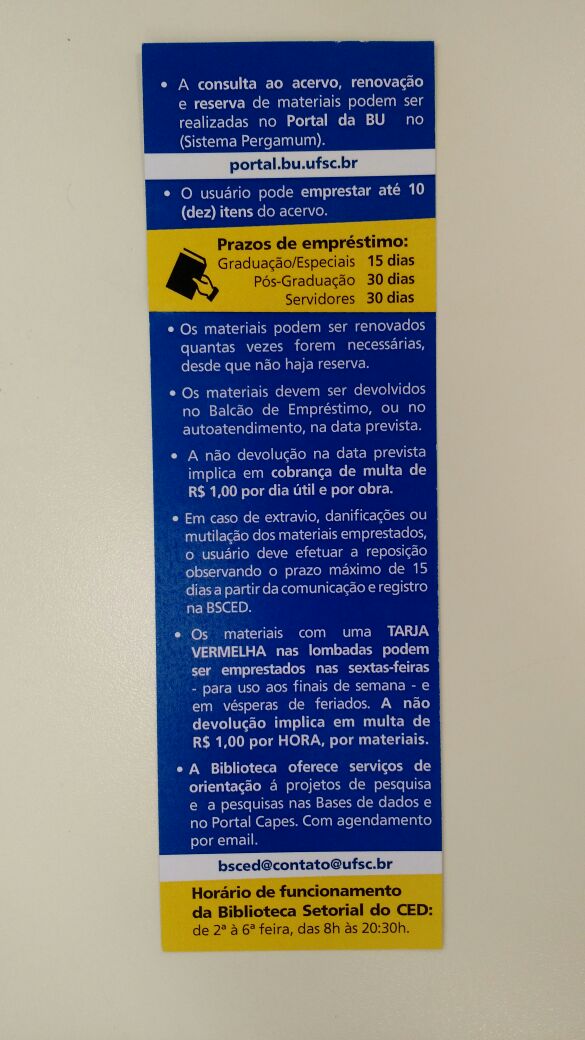 • A consulta ao acervo, renovação
e reserva de materiais podem ser
realizadas no Portal da BU no
(Sistema Pergamum).
portal.bu.ufsc.br
• O usuário pode emprestar até 10
(dez) itens do acervo.
Prazos de empréstimo:
Graduação/Especiais 15 dias
Pós-Graduação 30 dias
Servidores 30 dias
• Os materiais podem ser renovados
quantas vezes forem necessárias,
desde que não haja reserva.
• Os materiais devem ser devolvidos
no Balcão de Empréstimo, ou no
autoatendimento, na data prevista.
• A não devolução na data prevista
implica em cobrança de multa de
R$ 1,00 por dia útil e por obra.
• Em caso de extravio, danificações ou
mutilação dos materiais emprestados,
o usuário deve efetuar a reposição
observando o prazo máximo de 15
dias a partir da comunicação e registro
na BSCED.
• Os materiais com uma TARJA
VERMELHA nas lombadas podem
ser emprestados nas sextas-feiras
- para uso aos finais de semana - e
em vésperas de feriados. A não
devolução implica em multa de
R$ 1,00 por HORA, por materiais.
• A Biblioteca oferece serviços de
orientação á projetos de pesquisa
e a pesquisas nas Bases de dados e
no Portal Capes. Com agendamento
por email.
bsced@contato@ufsc.br
Horário de funcionamento
da Biblioteca Setorial do CED:
de 2ª à 6ª feira, das 8h às 20:30h.